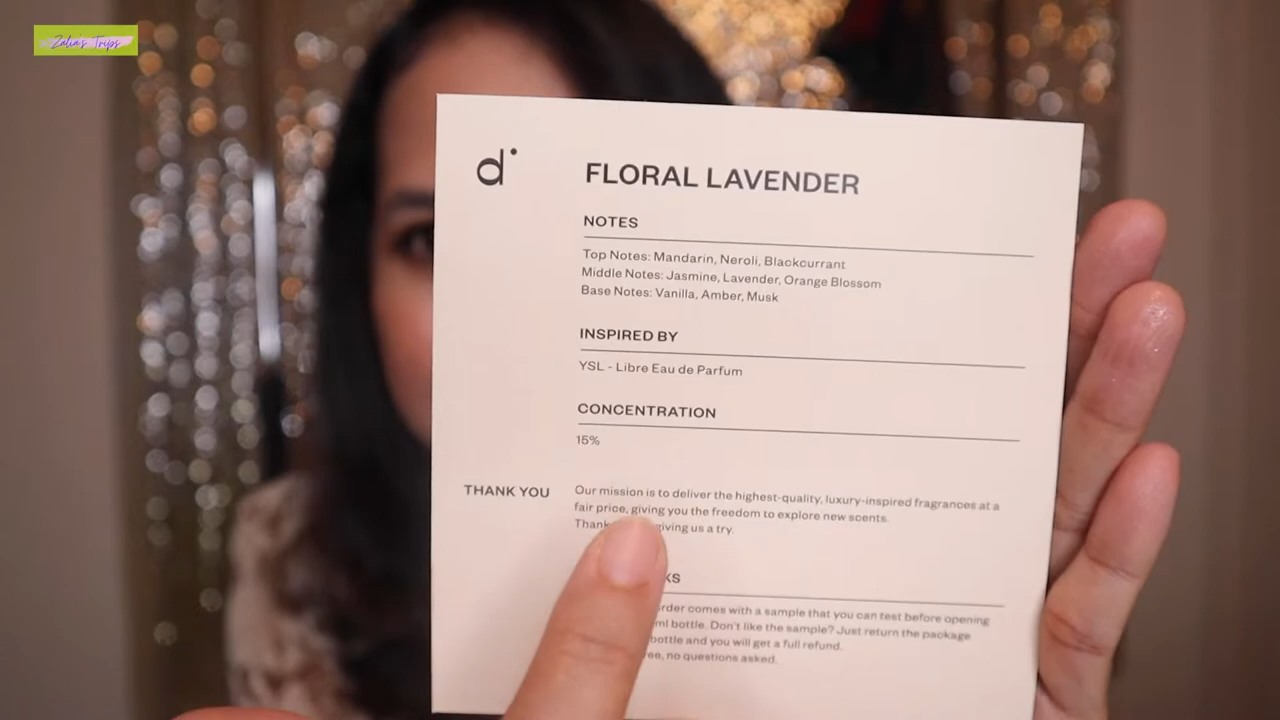 Zalia's Trips
d
FLORAL LAVENDER
NOTES
Top Notes: Mandarin, Neroli, Blackcurrant
Middle Notes: Jasmine, Lavender, Orange Blossom
Base Notes: Vanilla, Amber, Musk
INSPIRED BY
YSL - Libre Eau de Parfum
CONCENTRATION
15%
THANK YOU
Our mission is to deliver the highest-quality, luxury-inspired fragrances at a
fair price, giving you the freedom to explore new scents.
giving us a try.
comes with a sample that you can test before opening
ml bottle. Don't like the sample? Just return the package
bottle and you will get a full refund.
no questions asked.